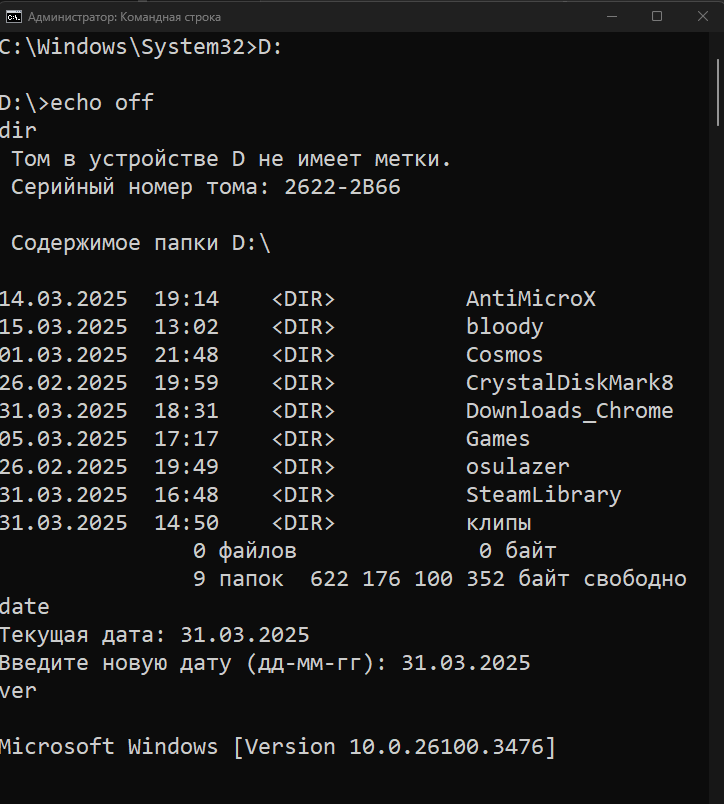 Администратор: Командная строка
C:\Windows\System32>D:
D:\>echo off
dir
Том в устройстве D не имеет метки.
Серийный номер тома: 2622-2B66
Содержимое папки D:\
14.03.2025 19:14 <DIR> AntiMicroX
15.03.2025 13:02 <DIR> bloody
01.03.2025 21:48 <DIR> Cosmos
26.02.2025 19:59 <DIR> CrystalDiskMark8
31.03.2025 18:31 <DIR> Downloads_Chrome
05.03.2025 17:17 <DIR> Games
26.02.2025 19:49 <DIR> osulazer
31.03.2025 16:48 <DIR> SteamLibrary
31.03.2025 14:50 <DIR> клипы
0 файлов 0 байт
9 папок 622 176 100 352 байт свободно
date
Текущая дата: 31.03.2025
Введите новую дату (дд-мм-гг): 31.03.2025
ver
Microsoft Windows [Version 10.0.26100.3476]